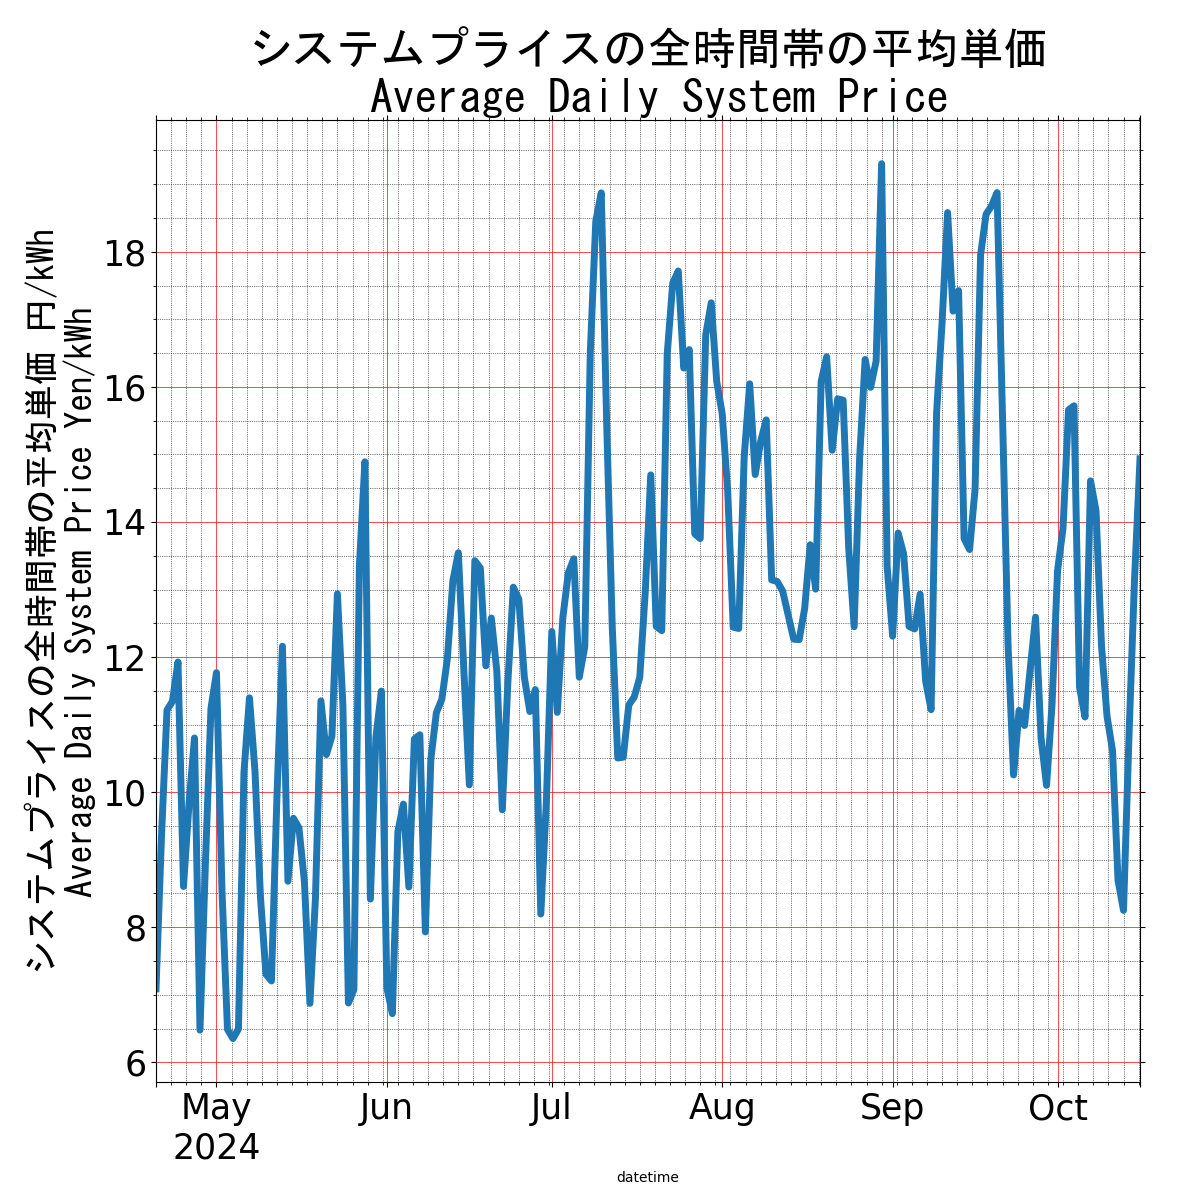 システムプライスの全時間帯の平均単価
Average Daily System Price
システムプライスの全時間帯の平均単価 円/kWh
Average Daily System Price Yen/kWh
18
16
14
12
10
8
6
May
2024
Jun
Jul
Aug
Sep
Oct
datetime